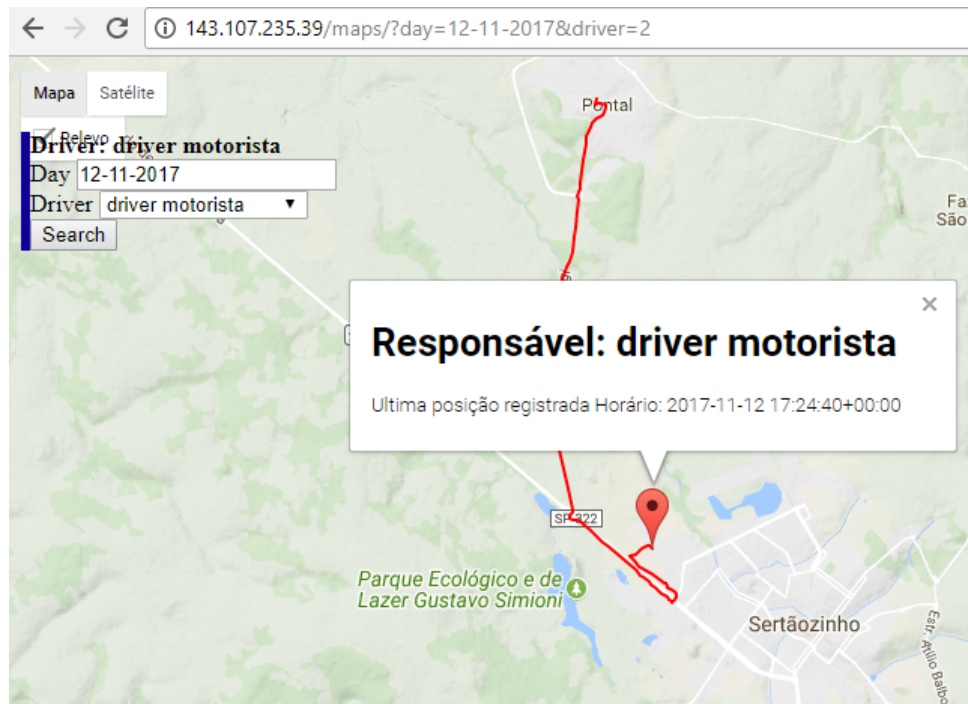 143.107.235.39/maps/?day=12-11-2017&driver=2
Mapa Satélite
Pontal
Relevo
Driver: driver motorista
Day 12-11-2017
Driver driver motorista
Search
São
Responsável: driver motorista
Ultima posição registrada Horário: 2017-11-12 17:24:40+00:00
SP-322
Parque Ecológico e de
Lazer Gustavo Simioni
Sertãozinho
Estr. Atílio Balbo